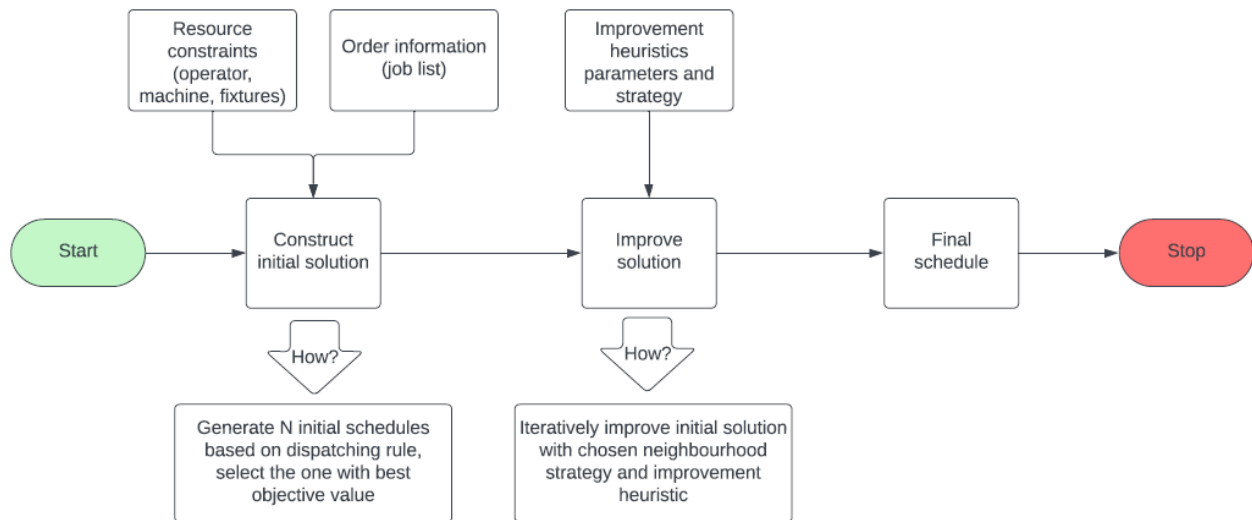 Resource
constraints
(operator,
machine, fixtures)
Order information
(job list)
Improvement
heuristics
parameters and
strategy
Start
Construct
initial solution
Improve
solution
Final
schedule
Stop
How?
How?
Generate N initial schedules
based on dispatching rule,
select the one with best
objective value
Iteratively improve initial solution
with chosen neighbourhood
strategy and improvement
heuristic